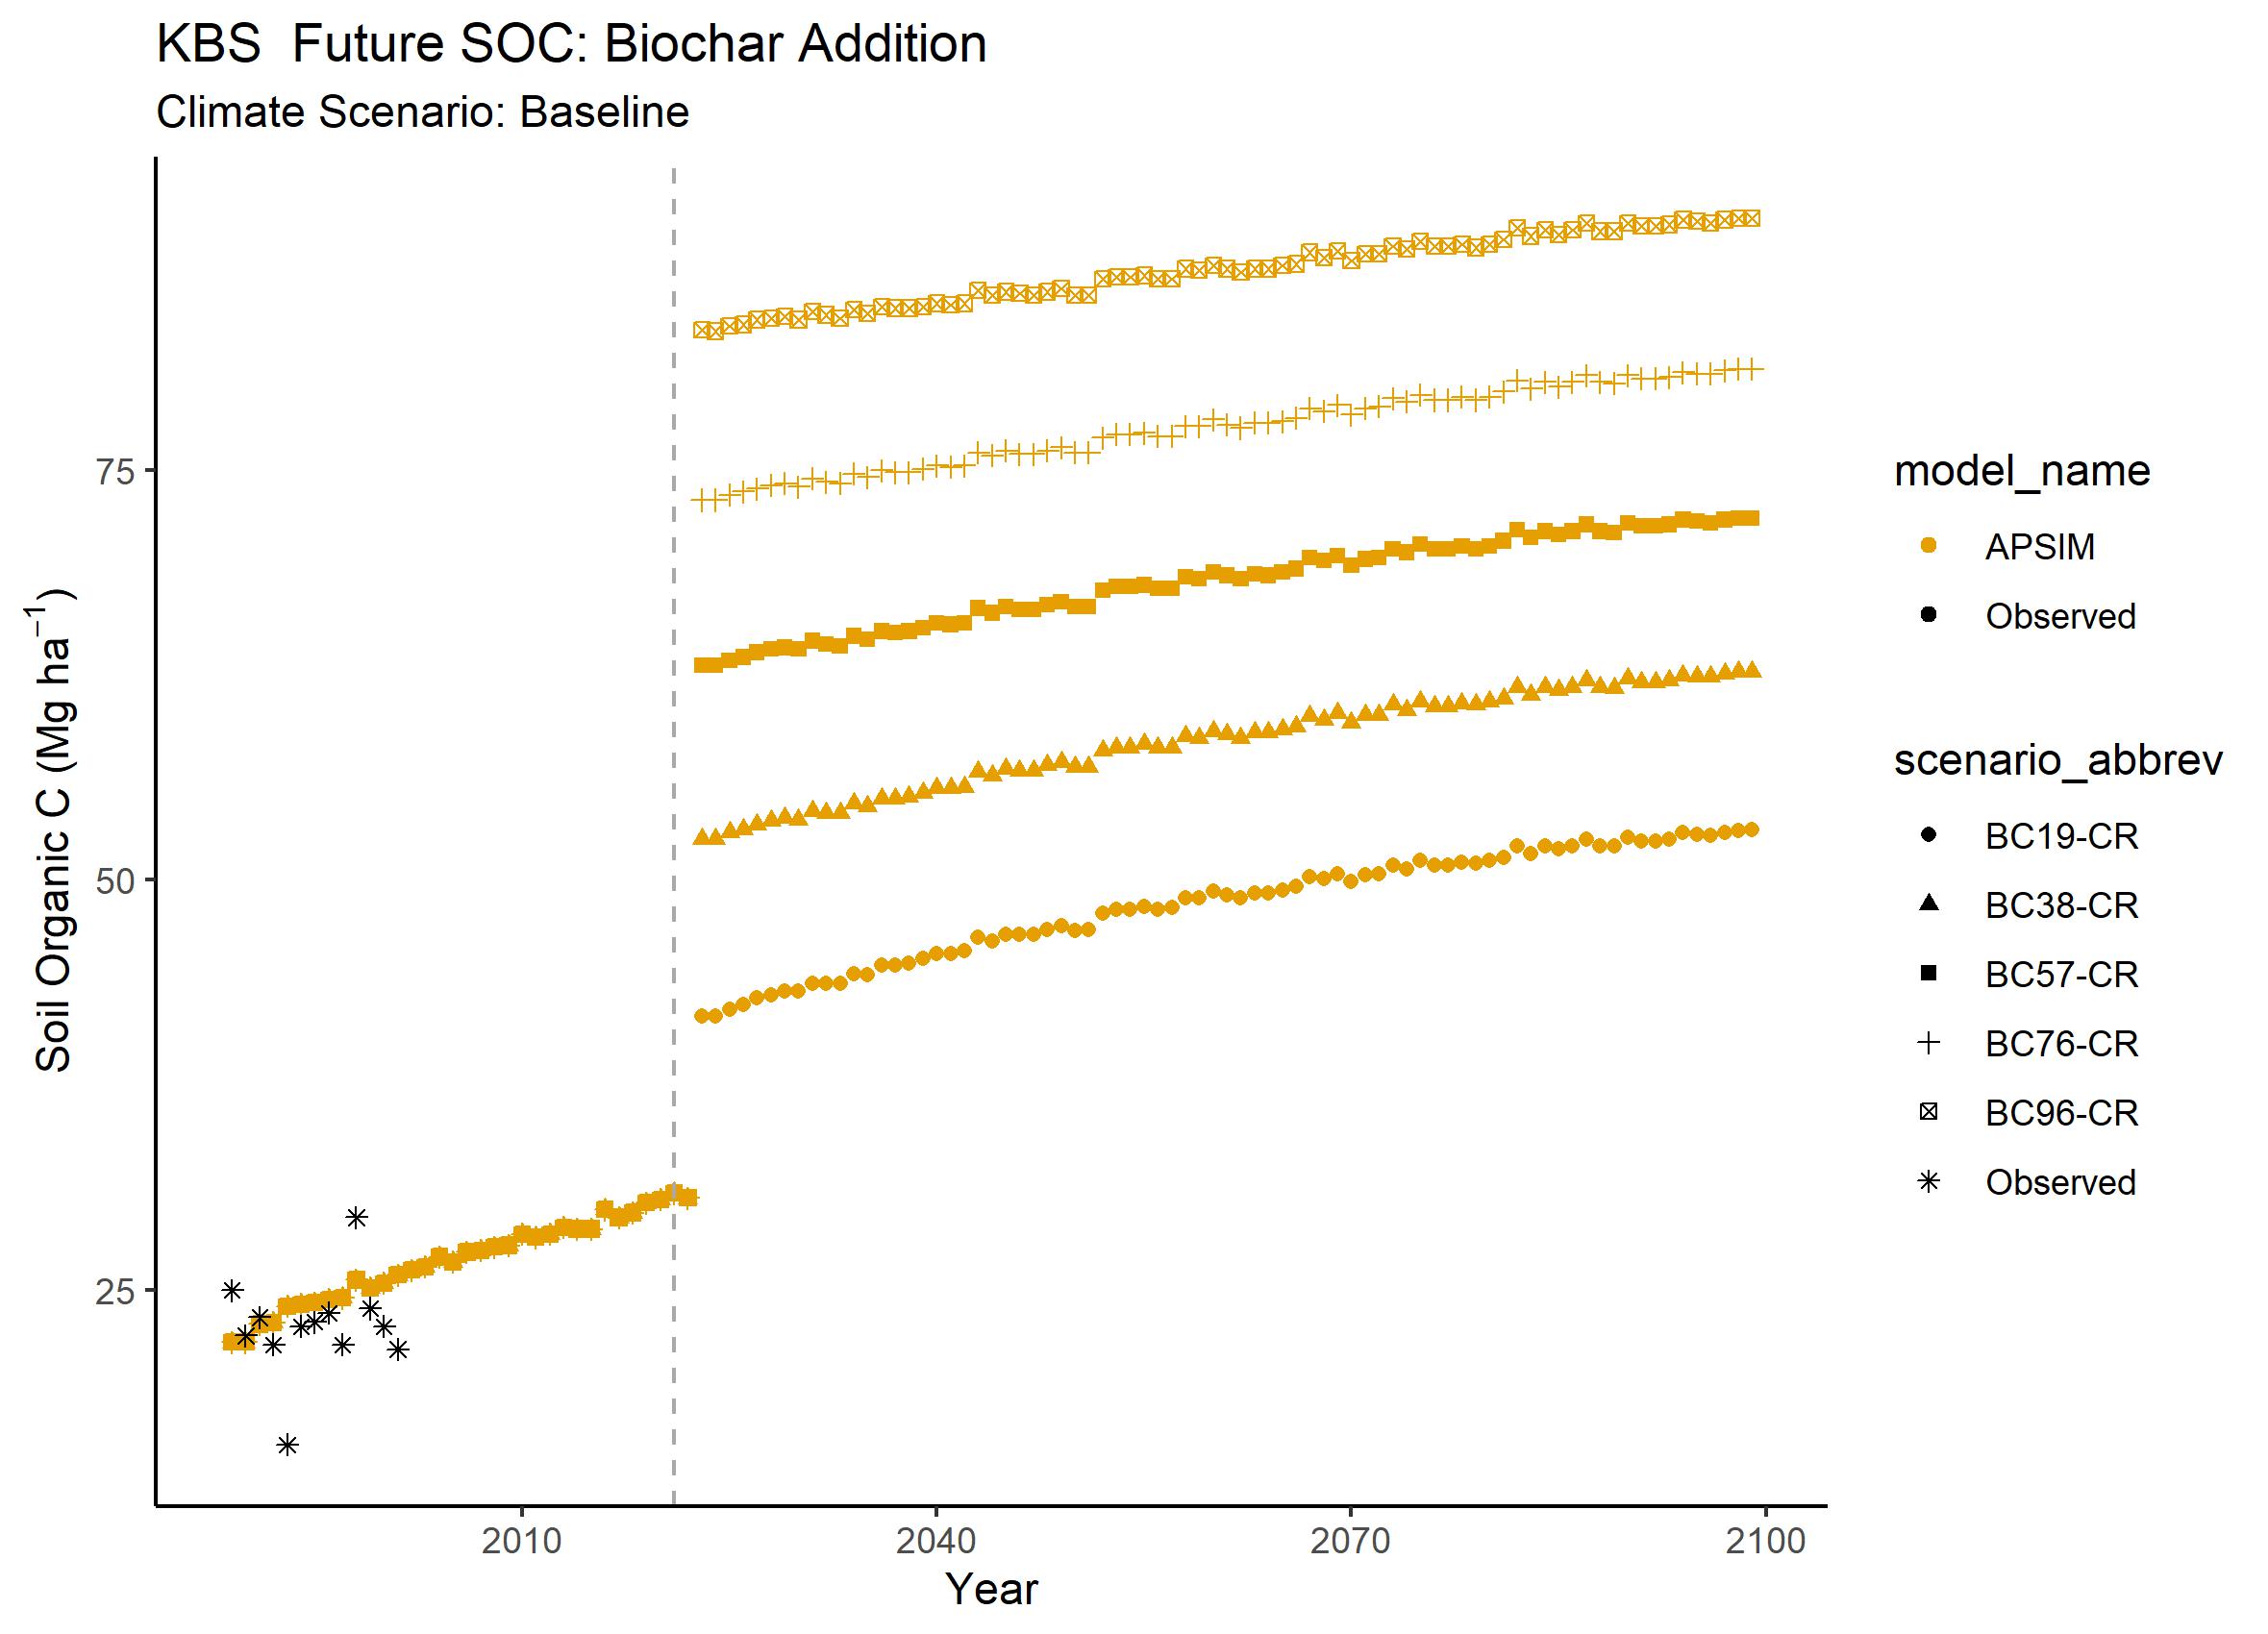 KBS  Future SOC: Biochar Addition
Climate Scenario: Baseline
Soil Organic C (Mg ha⁻¹)
75
50
25
2010
2040
2070
2100
Year
model_name
APSIM
Observed
scenario_abbrev
BC19-CR
BC38-CR
BC57-CR
BC76-CR
BC96-CR
Observed